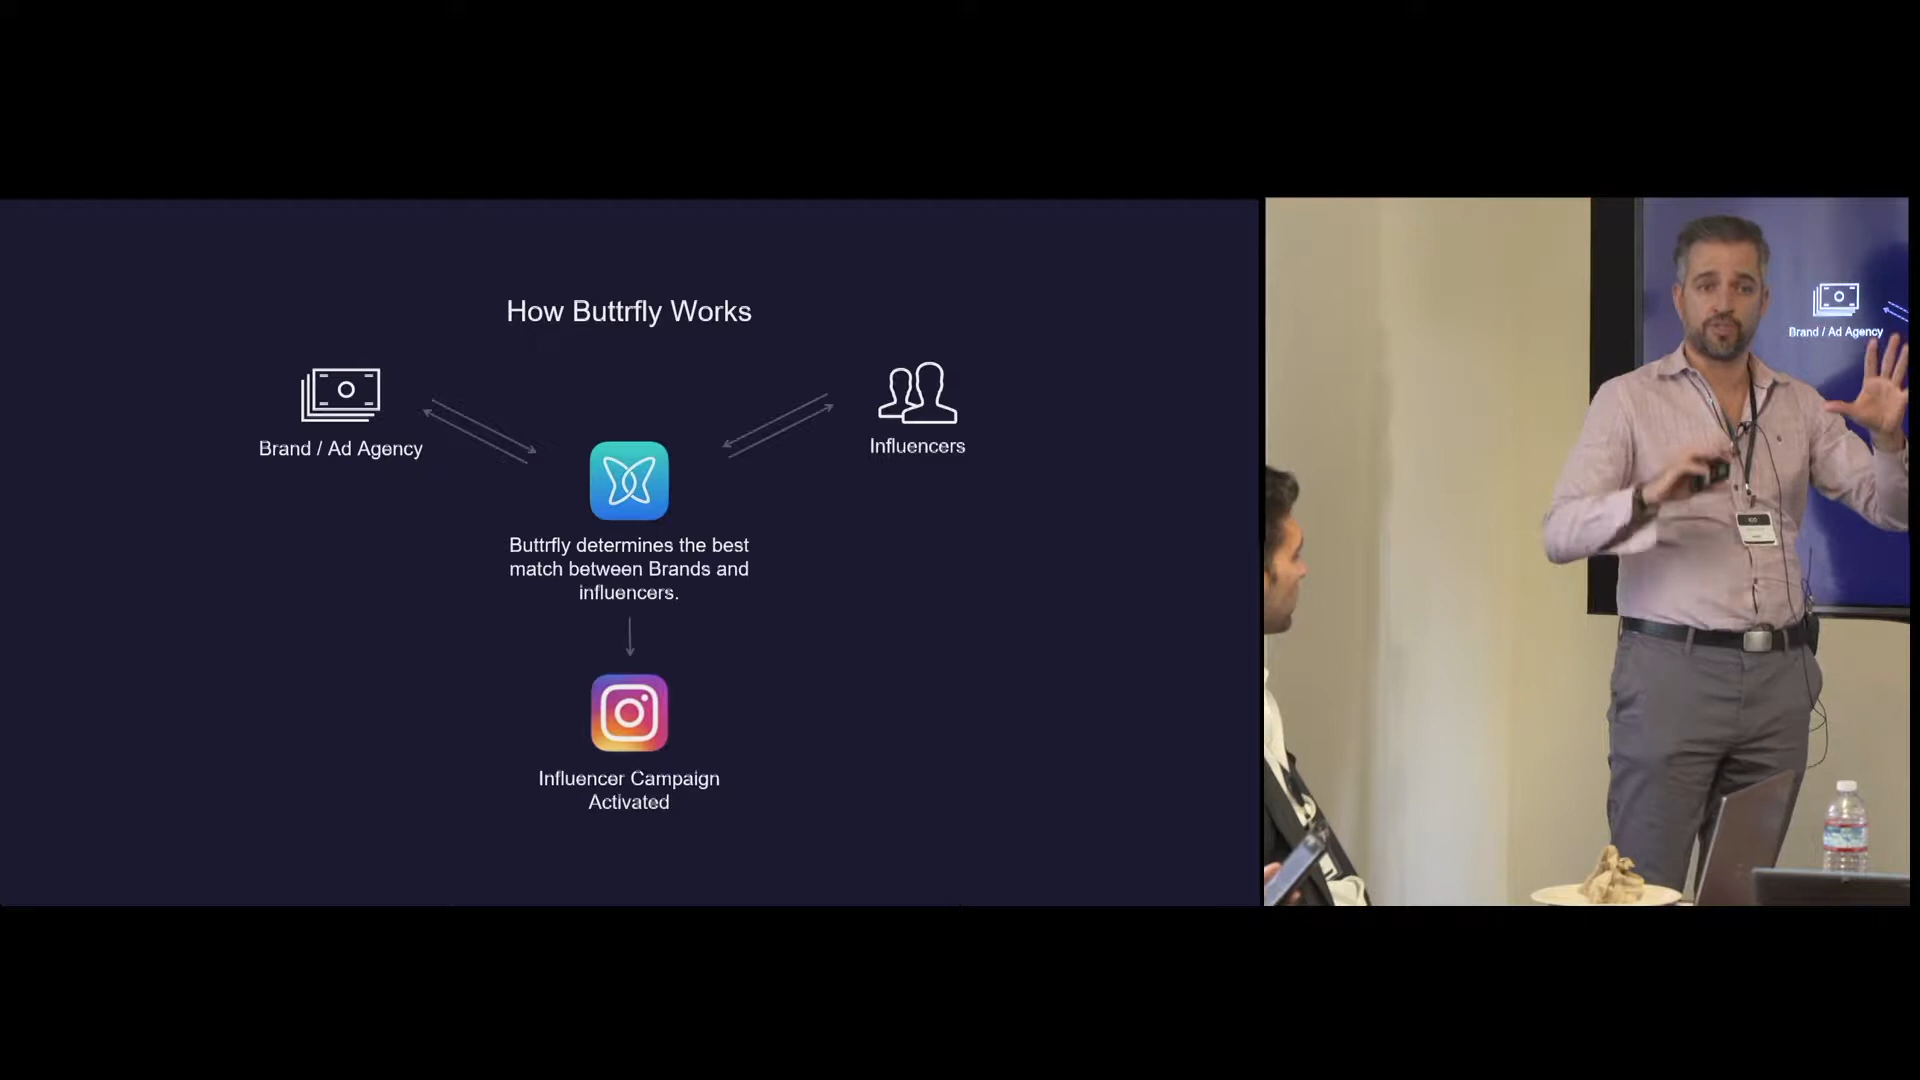 How Buttrfly Works
Brand / Ad Agency
Influencers
Buttrfly determines the best
match between Brands and
influencers.
Influencer Campaign
Activated
Brand / Ad Agency